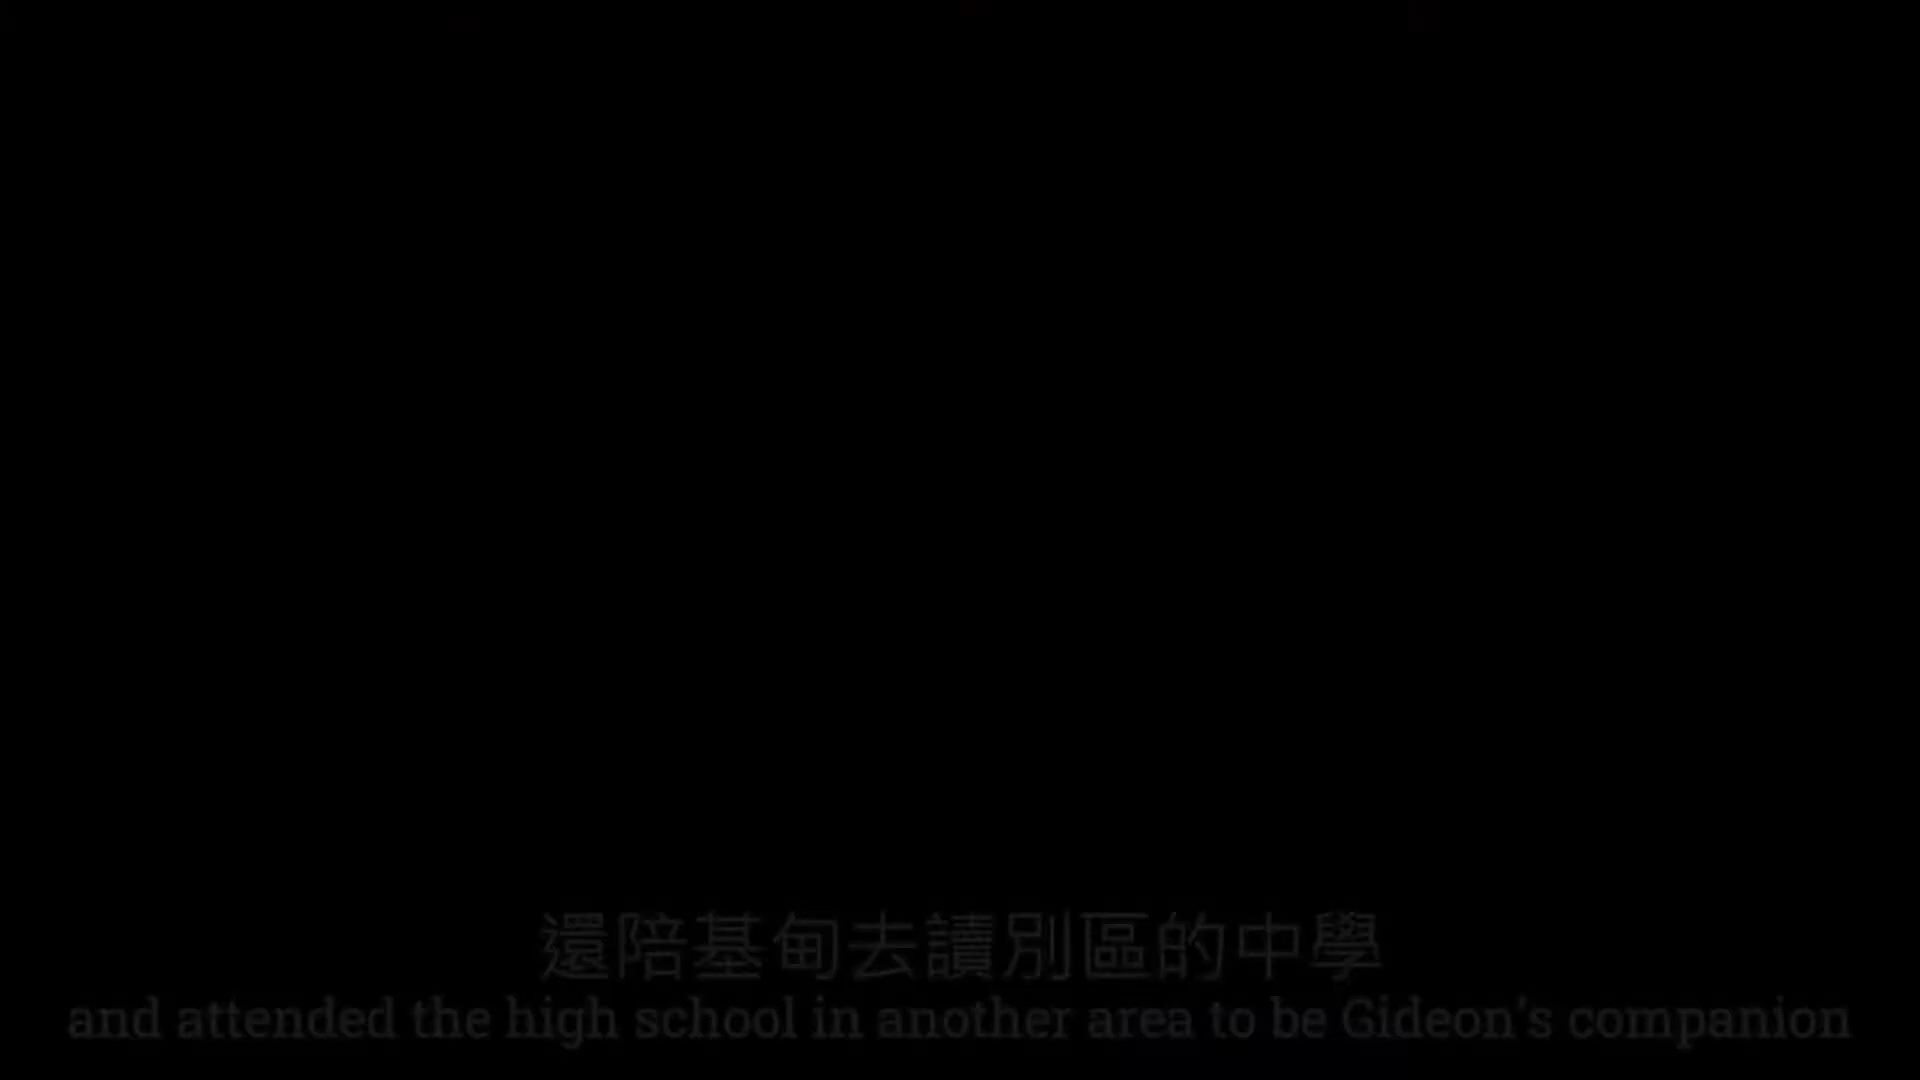 還陪基甸去讀別區的中學
and attended the high school in another area to be Gideon's companion